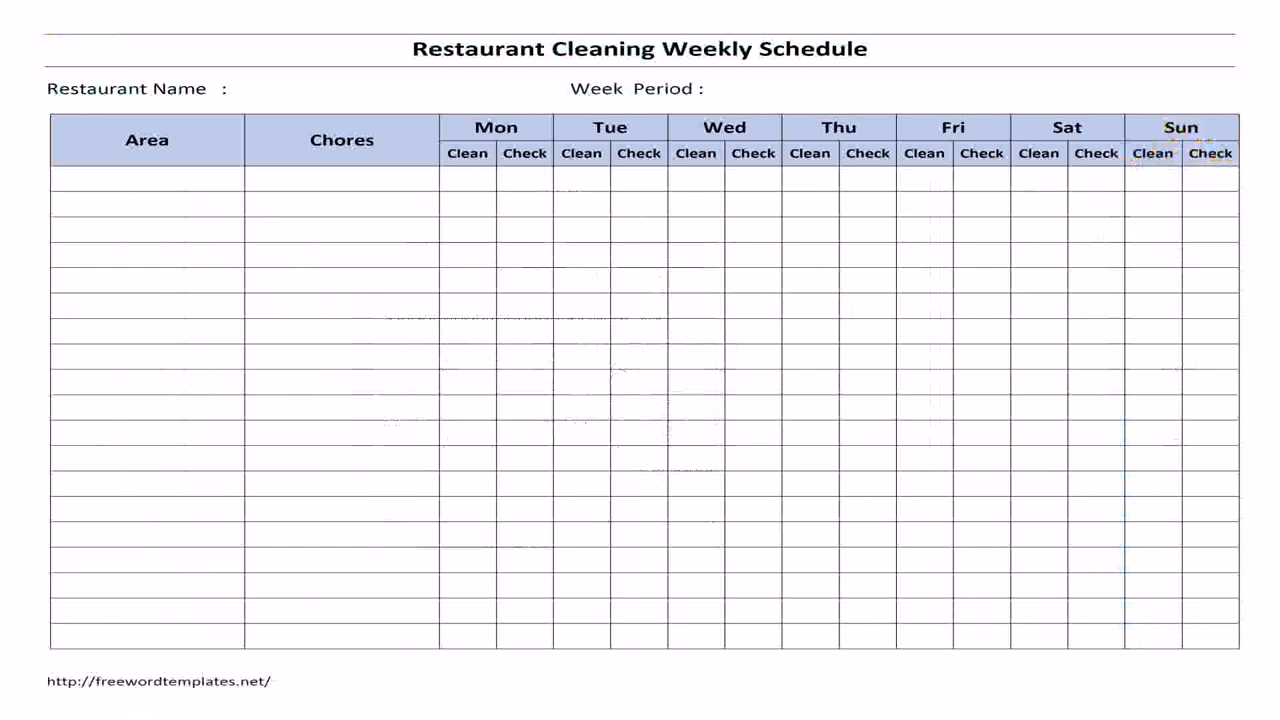 Restaurant Cleaning Weekly Schedule
Restaurant Name : Week Period :
Area Chores Mon Tue Wed Thu Fri Sat Sun
Clean Check Clean Check Clean Check Clean Check Clean Check Clean Check Clean Check
http://freewordtemplates.net/